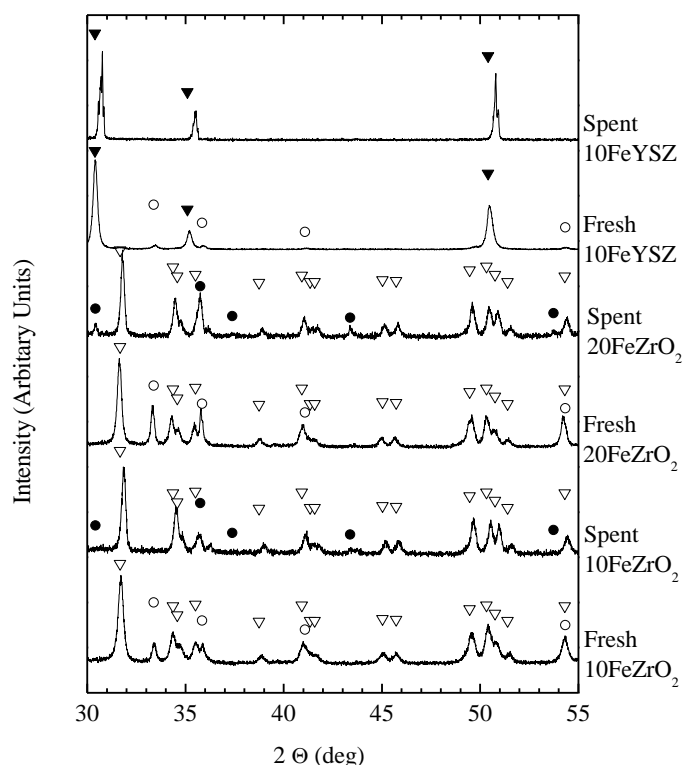 Intensity (Arbitary Units)
Spent
10FeYSZ
Fresh
10FeYSZ
Spent
20FeZrO₂
Fresh
20FeZrO₂
Spent
10FeZrO₂
Fresh
10FeZrO₂
30 35 40 45 50 55
2 Θ (deg)